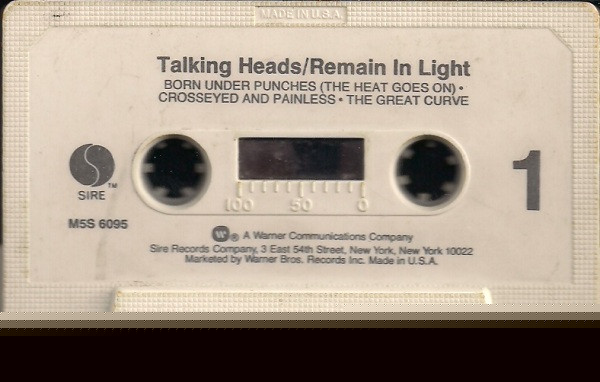 MADE IN U.S.A.
Talking Heads/Remain In Light
BORN UNDER PUNCHES (THE HEAT GOES ON) •
CROSSEYED AND PAINLESS • THE GREAT CURVE
S
TM
SIRE
1
100 50 0
M5S 6095
W ® A Warner Communications Company
Sire Records Company, 3 East 54th Street, New York, New York 10022
Marketed by Warner Bros. Records Inc. Made in U.S.A.